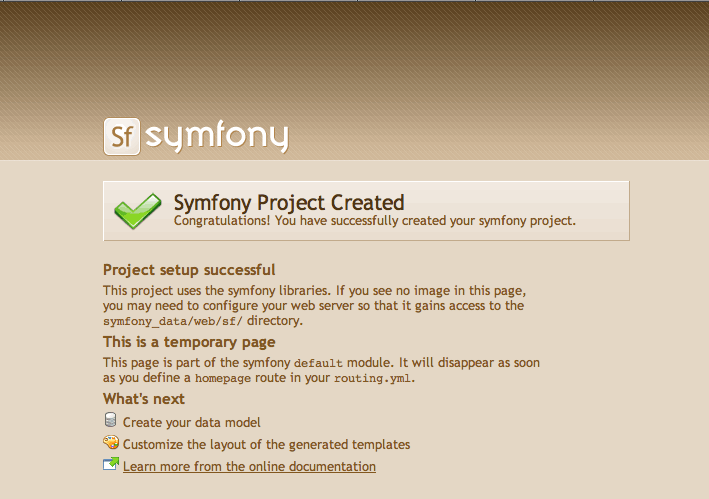 Sf symfony
Symfony Project Created
Congratulations! You have successfully created your symfony project.
Project setup successful
This project uses the symfony libraries. If you see no image in this page,
you may need to configure your web server so that it gains access to the
symfony_data/web/sf/ directory.
This is a temporary page
This page is part of the symfony default module. It will disappear as soon
as you define a homepage route in your routing.yml.
What's next
Create your data model
Customize the layout of the generated templates
Learn more from the online documentation